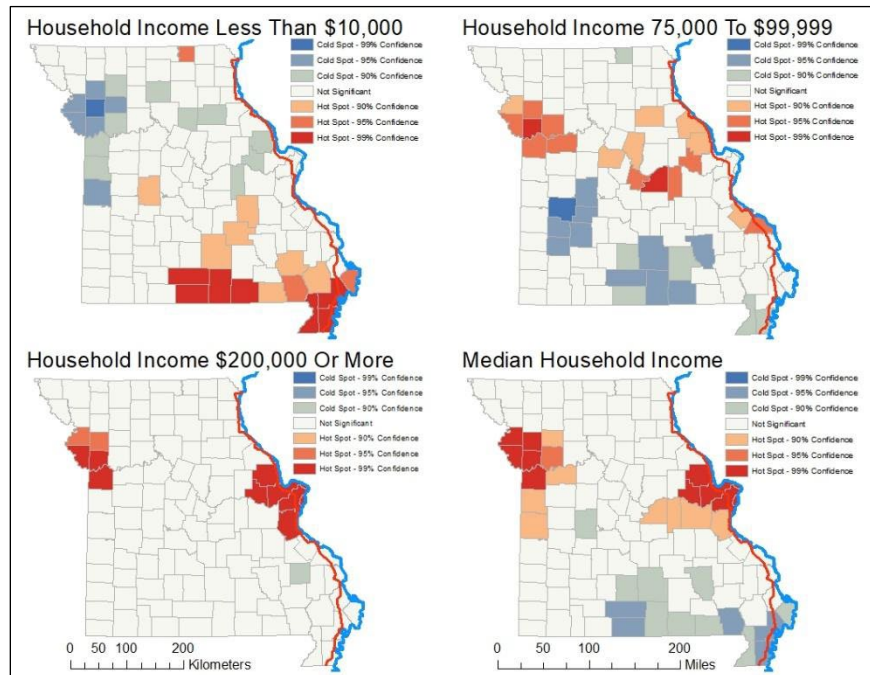 Household Income Less Than $10,000
Cold Spot - 99% Confidence
Cold Spot - 95% Confidence
Cold Spot - 90% Confidence
Not Significant
Hot Spot - 90% Confidence
Hot Spot - 95% Confidence
Hot Spot - 99% Confidence
Household Income 75,000 To $99,999
Cold Spot - 99% Confidence
Cold Spot - 95% Confidence
Cold Spot - 90% Confidence
Not Significant
Hot Spot - 90% Confidence
Hot Spot - 95% Confidence
Hot Spot - 99% Confidence
Household Income $200,000 Or More
Cold Spot - 99% Confidence
Cold Spot - 95% Confidence
Cold Spot - 90% Confidence
Not Significant
Hot Spot - 90% Confidence
Hot Spot - 95% Confidence
Hot Spot - 99% Confidence
0 50 100 200
Kilometers
Median Household Income
Cold Spot - 99% Confidence
Cold Spot - 95% Confidence
Cold Spot - 90% Confidence
Not Significant
Hot Spot - 90% Confidence
Hot Spot - 95% Confidence
Hot Spot - 99% Confidence
0 25 50 100 150 200
Miles